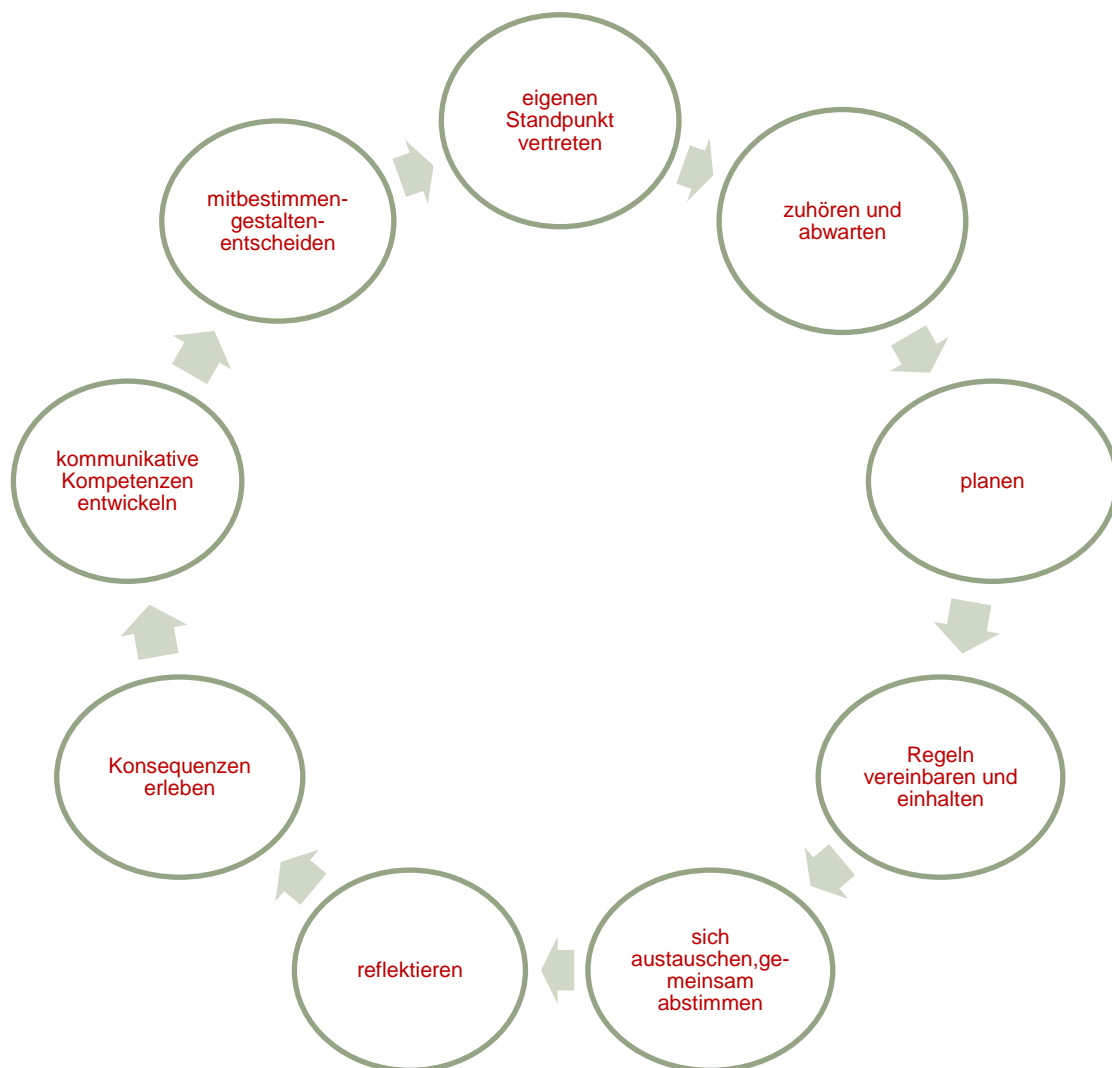 eigenen
Standpunkt
vertreten
zuhören und
abwarten
planen
Regeln
vereinbaren und
einhalten
sich
austauschen,ge-
meinsam
abstimmen
reflektieren
Konsequenzen
erleben
kommunikative
Kompetenzen
entwickeln
mitbestimmen-
gestalten-
entscheiden